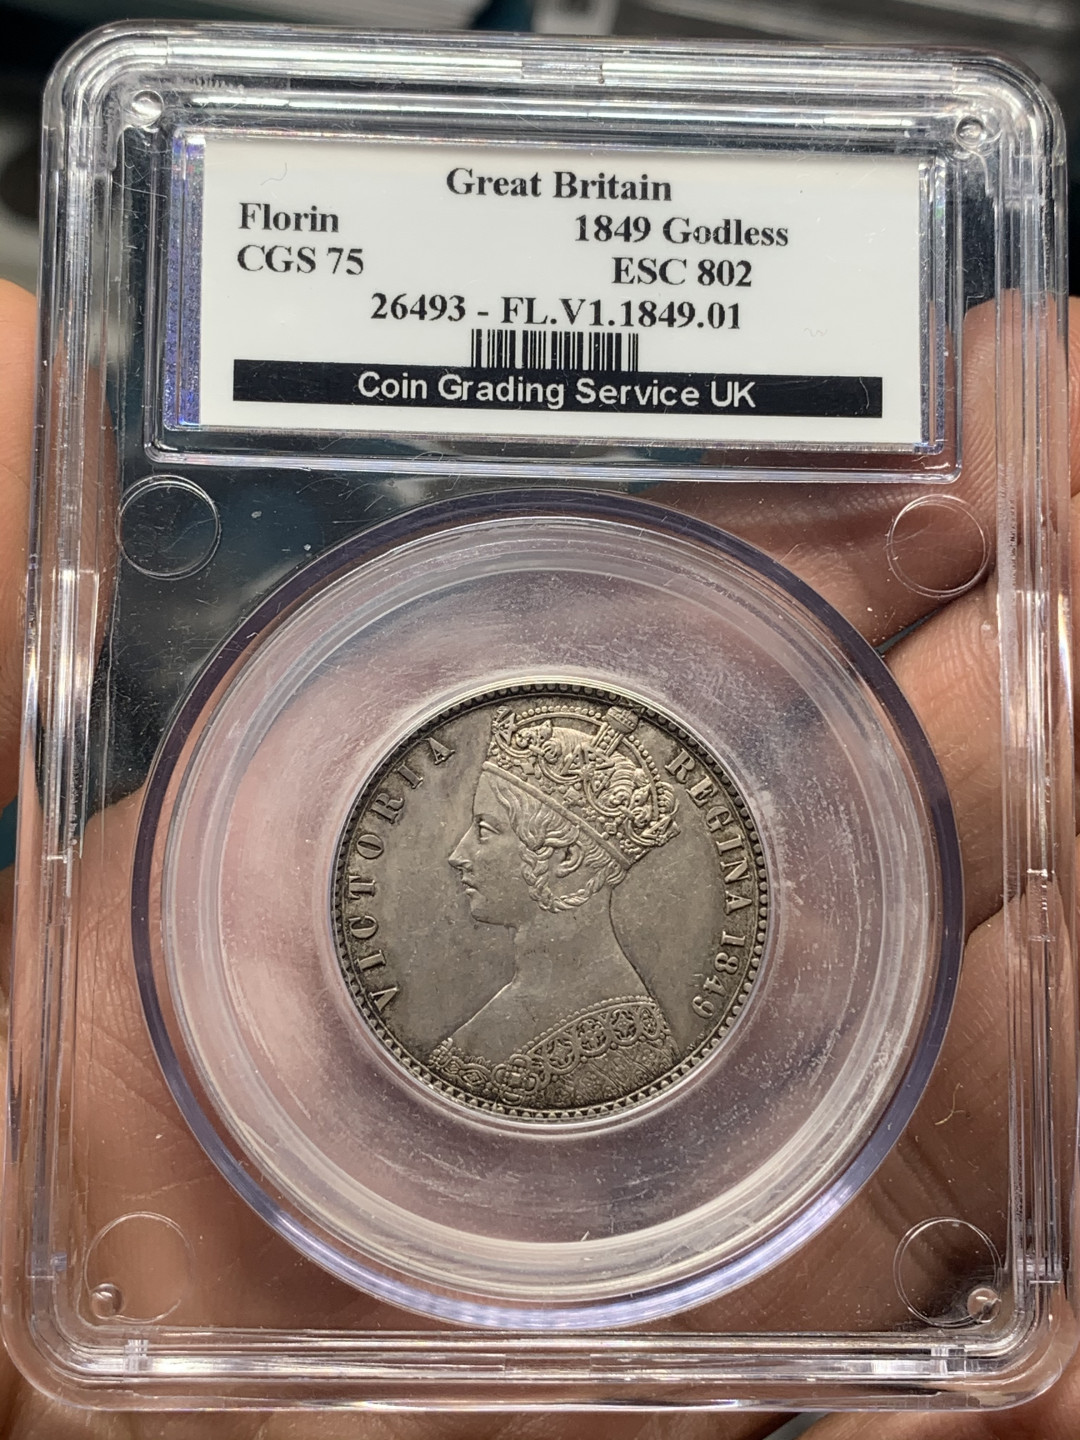 Great Britain
Florin 1849 Godless
CGS 75 ESC 802
26493 - FL.V1.1849.01
Coin Grading Service UK
VICTORIA REGINA 1849